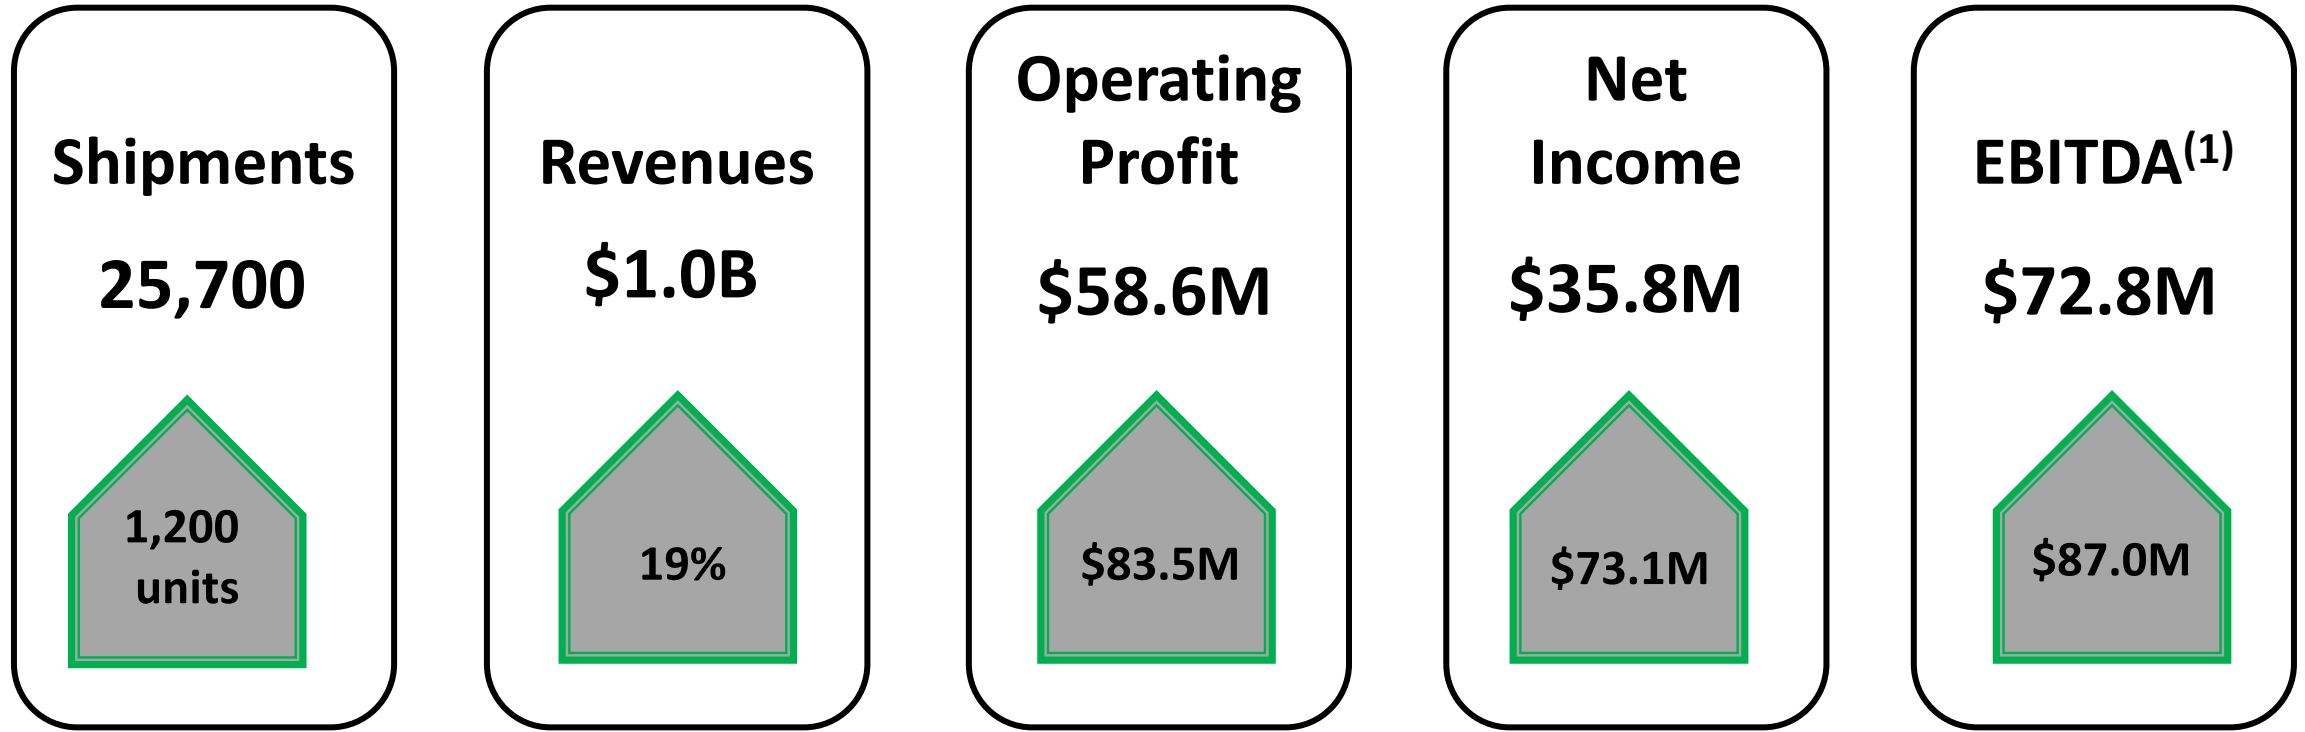 Shipments
25,700
1,200
units
Revenues
$1.0B
19%
Operating
Profit
$58.6M
$83.5M
Net
Income
$35.8M
$73.1M
EBITDA(1)
$72.8M
$87.0M